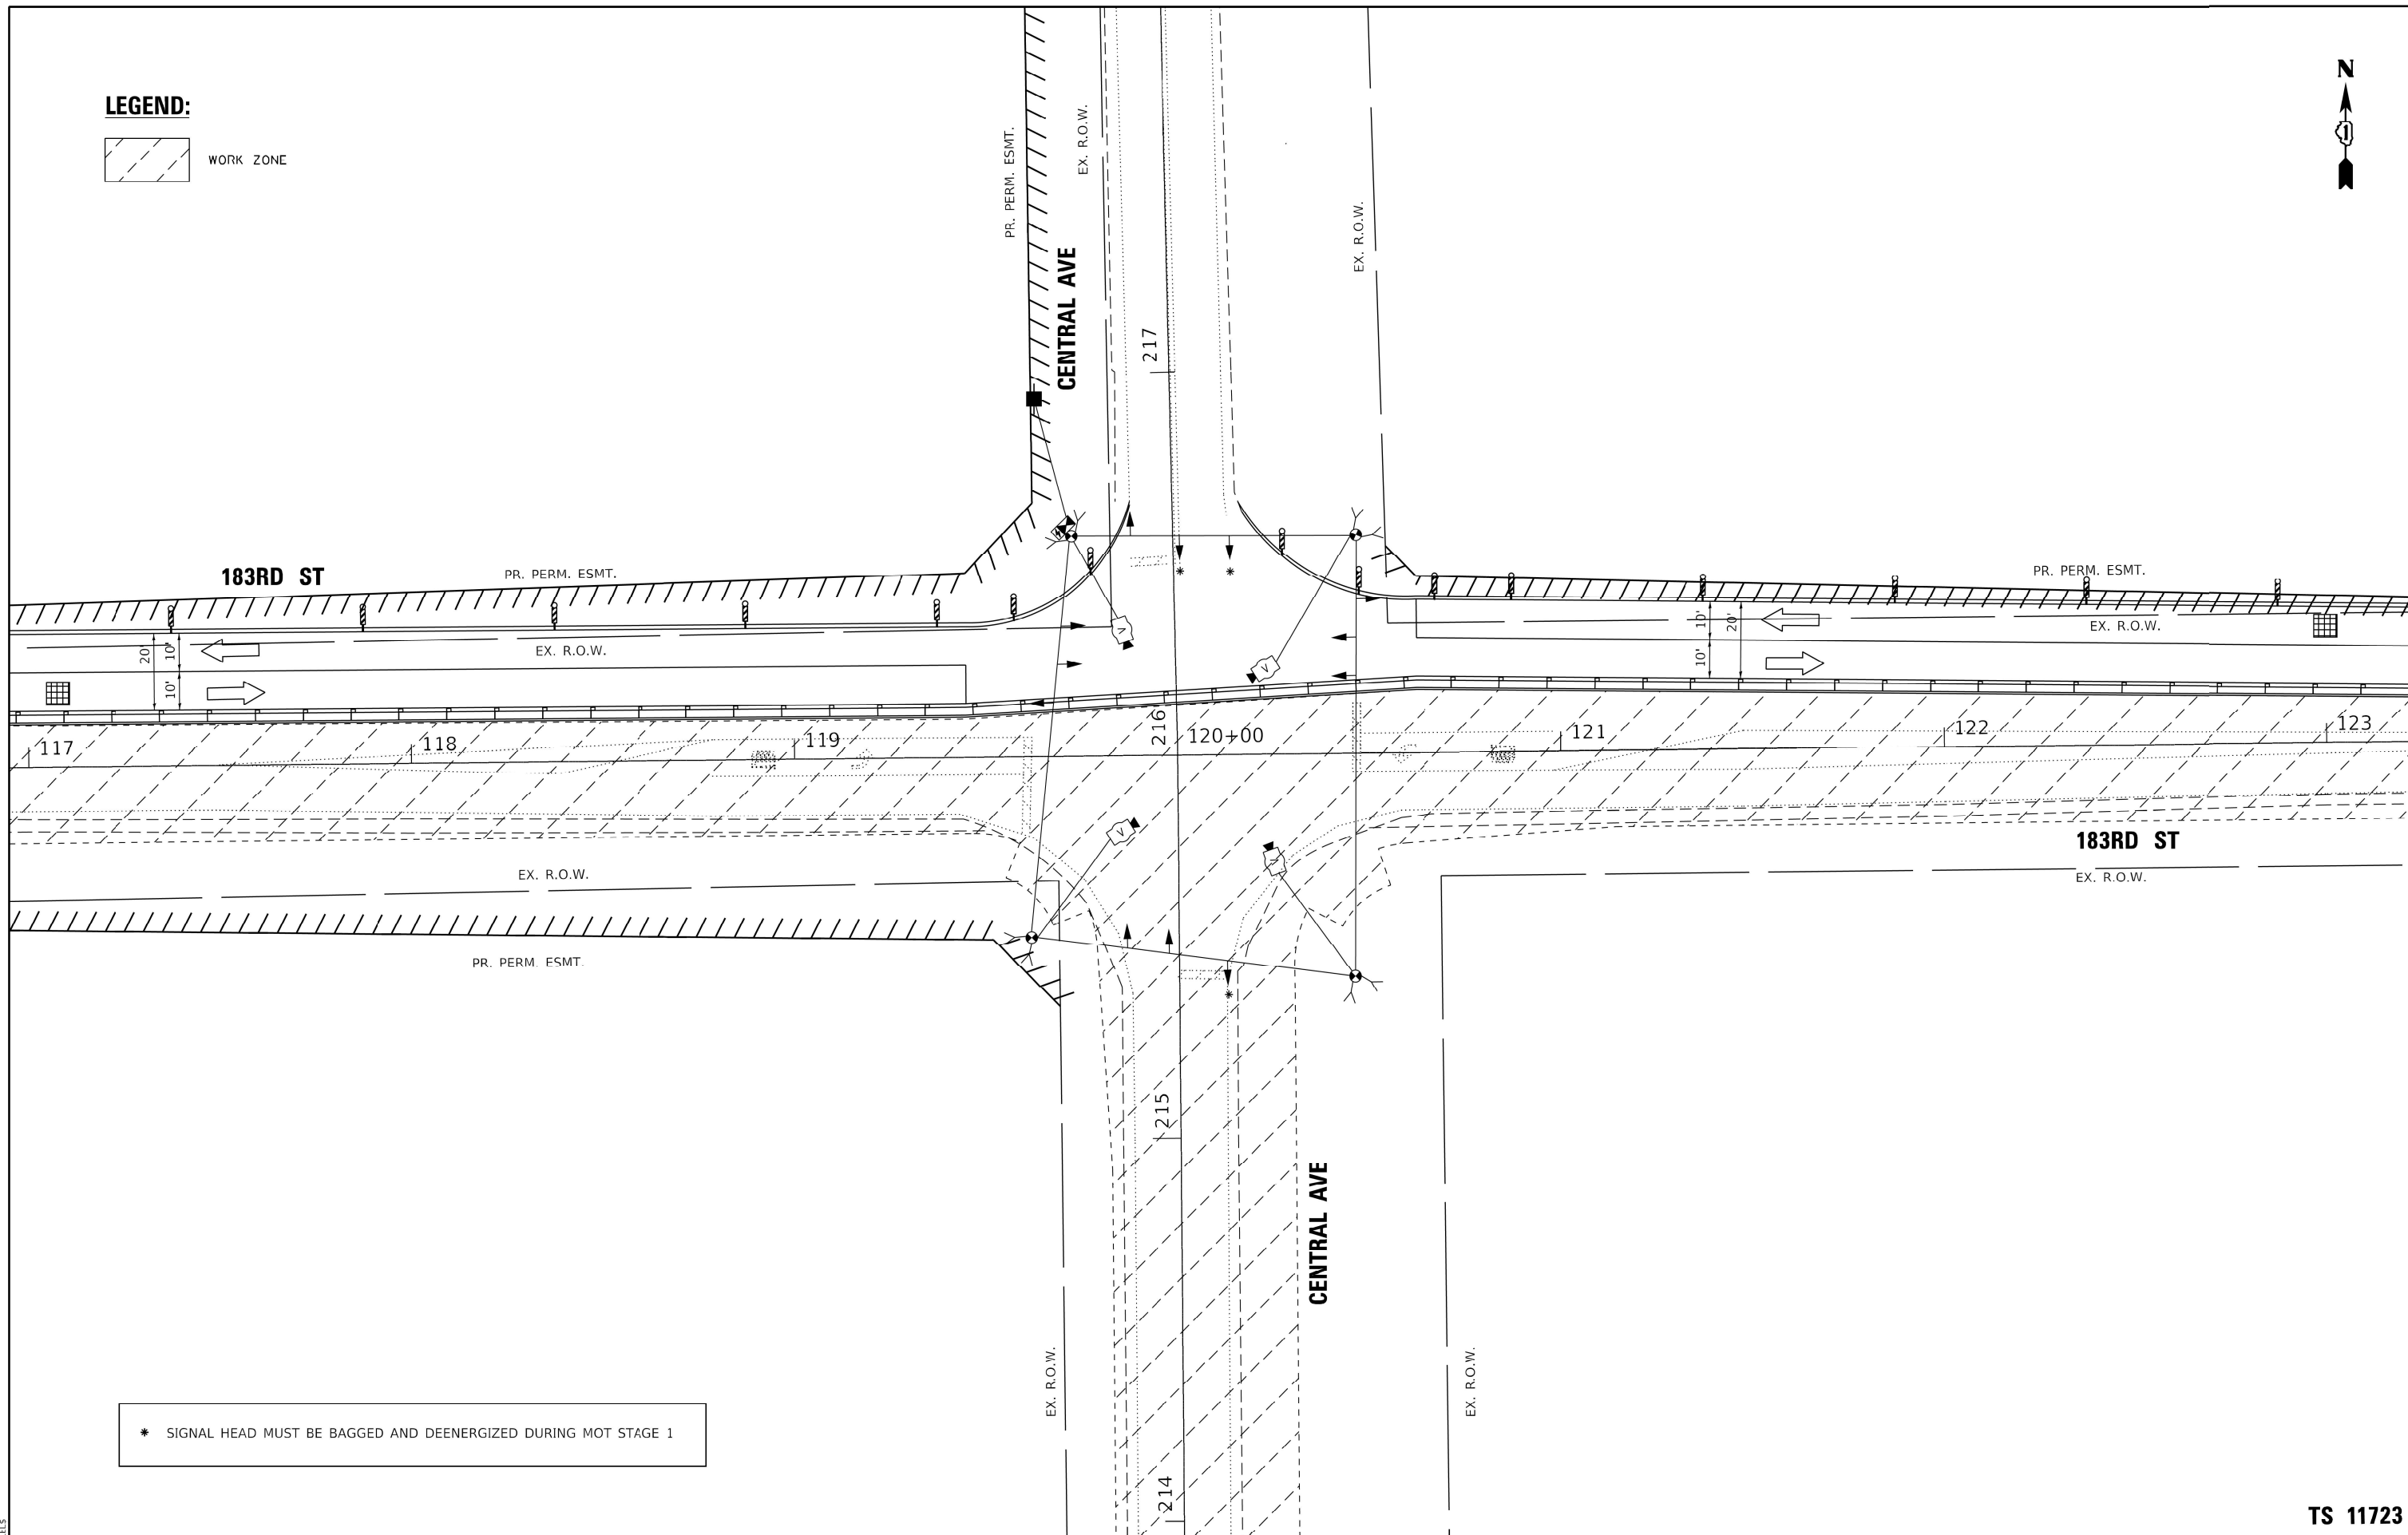 N
LEGEND:
1
WORK ZONE
PR. PERM. ESMT.
EX. R.O.W.
EX. R.O.W.
CENTRAL AVE
217
183RD ST
PR. PERM. ESMT.
PR. PERM. ESMT.
EX. R.O.W.
EX. R.O.W.
20'
10'
10'
10'
20'
10'
V
V
117
118
119
216
120+00
121
122
123
V
V
183RD ST
EX. R.O.W.
EX. R.O.W.
PR. PERM. ESMT.
215
CENTRAL AVE
EX. R.O.W.
EX. R.O.W.
* SIGNAL HEAD MUST BE BAGGED AND DEENERGIZED DURING MOT STAGE 1
214
TS 11723